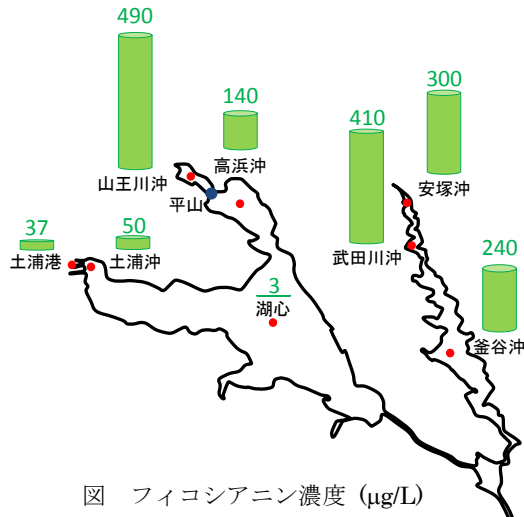 490
山王川沖
140
高浜沖
平山
410
武田川沖
300
安塚沖
37
土浦港
50
土浦沖
3
湖心
240
釜谷沖
図 フィコシアニン濃度 (μg/L)